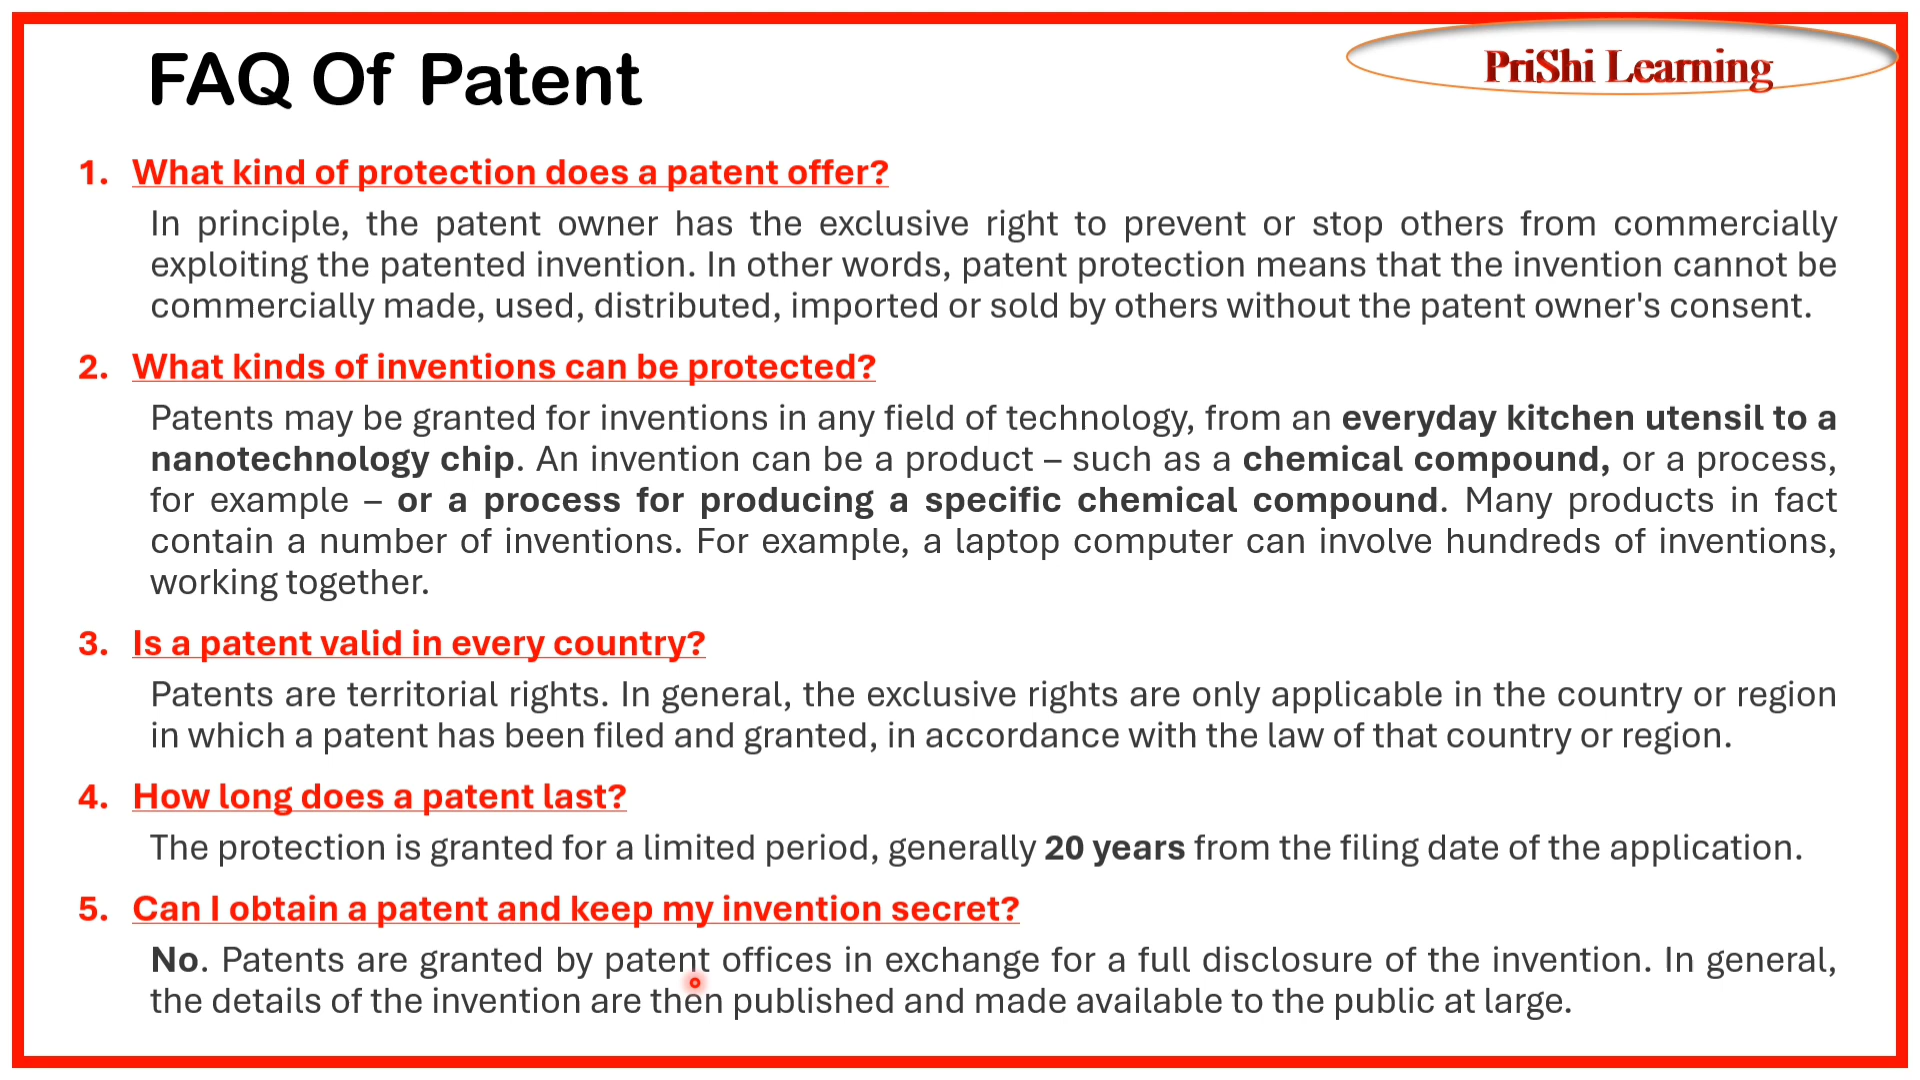 FAQ Of Patent
PriShi Learning
1. What kind of protection does a patent offer?
In principle, the patent owner has the exclusive right to prevent or stop others from commercially
exploiting the patented invention. In other words, patent protection means that the invention cannot be
commercially made, used, distributed, imported or sold by others without the patent owner's consent.
2. What kinds of inventions can be protected?
Patents may be granted for inventions in any field of technology, from an everyday kitchen utensil to a
nanotechnology chip. An invention can be a product – such as a chemical compound, or a process,
for example – or a process for producing a specific chemical compound. Many products in fact
contain a number of inventions. For example, a laptop computer can involve hundreds of inventions,
working together.
3. Is a patent valid in every country?
Patents are territorial rights. In general, the exclusive rights are only applicable in the country or region
in which a patent has been filed and granted, in accordance with the law of that country or region.
4. How long does a patent last?
The protection is granted for a limited period, generally 20 years from the filing date of the application.
5. Can I obtain a patent and keep my invention secret?
No. Patents are granted by patent offices in exchange for a full disclosure of the invention. In general,
the details of the invention are then published and made available to the public at large.